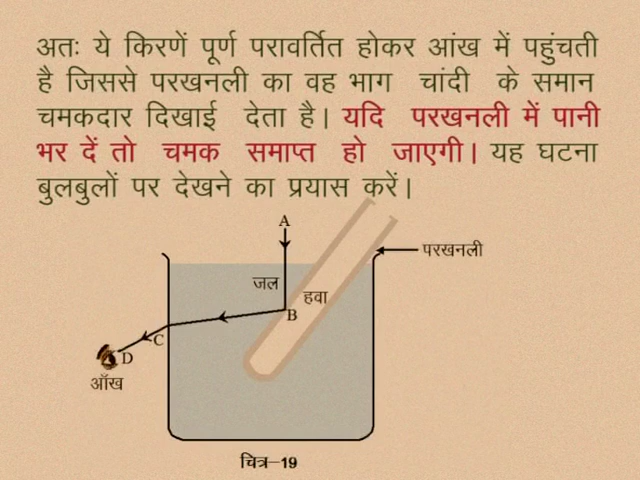 अतः ये किरणें पूर्ण परावर्तित होकर आंख में पहुंचती
है जिससे परखनली का वह भाग चांदी के समान
चमकदार दिखाई देता है। यदि परखनली में पानी
भर दें तो चमक समाप्त हो जाएगी। यह घटना
बुलबुलों पर देखने का प्रयास करें।
A
परखनली
जल
हवा
B
C
D
आँख
चित्र–19